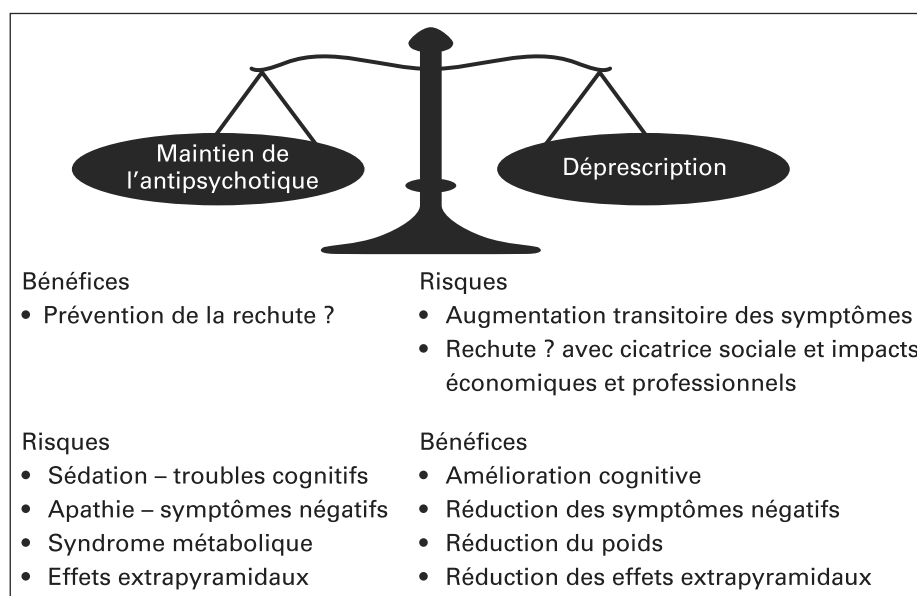 Maintien de
l'antipsychotique
Déprescription
Bénéfices
• Prévention de la rechute ?
Risques
• Augmentation transitoire des symptômes
• Rechute ? avec cicatrice sociale et impacts
économiques et professionnels
Risques
• Sédation – troubles cognitifs
• Apathie – symptômes négatifs
• Syndrome métabolique
• Effets extrapyramidaux
Bénéfices
• Amélioration cognitive
• Réduction des symptômes négatifs
• Réduction du poids
• Réduction des effets extrapyramidaux